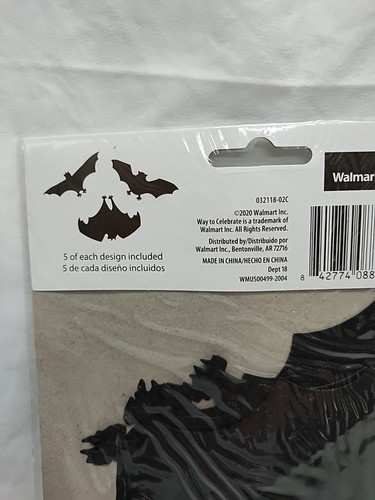 Walmar
032118-02C
©2020 Walmart Inc.
Way to Celebrate is a trademark of
Walmart Inc. All Rights Reserved.
Distributed by/Distribuido por
Walmart Inc., Bentonville, AR 72716
MADE IN CHINA/HECHO EN CHINA
Dept 18
WMU500499-2004
5 of each design included
5 de cada diseño incluidos
8 42774 088